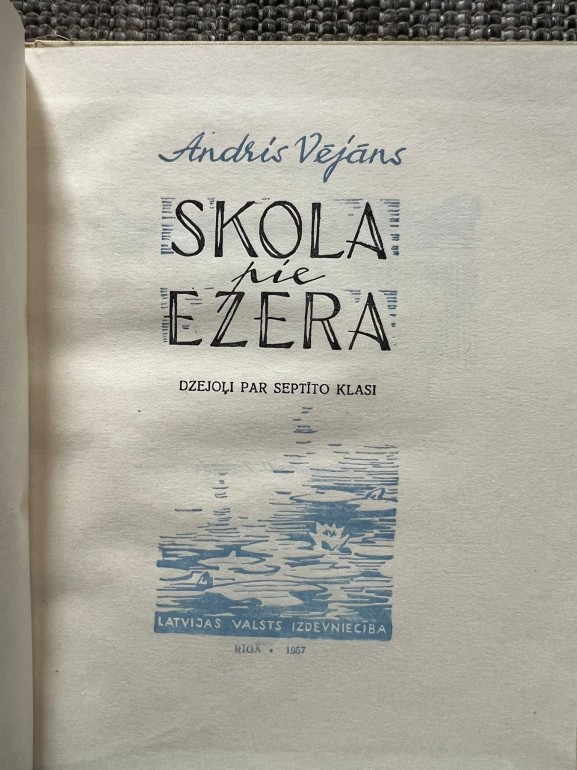 Andris Vējāns
SKOLA
pie
EZERA
DZEJOĻI PAR SEPTĪTO KLASI
LATVIJAS VALSTS IZDEVNIECĪBA
RĪGĀ • 1957